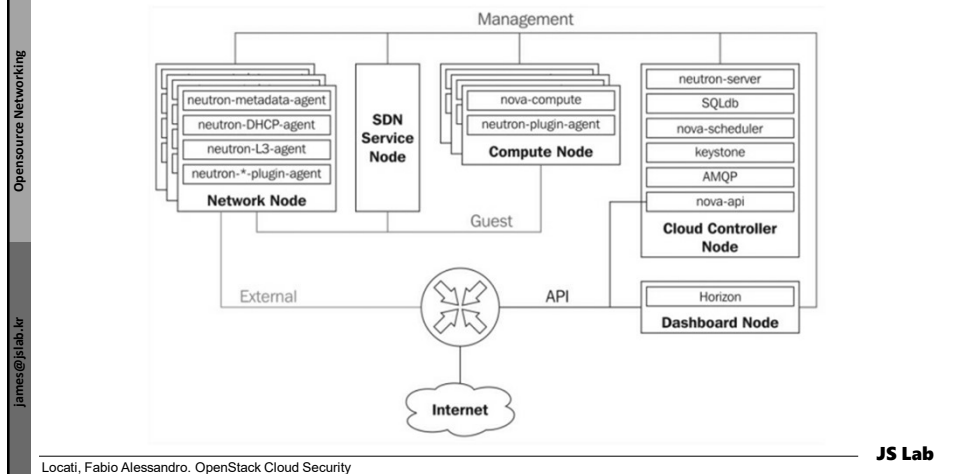 Opensource Networking
james@jslab.kr
Management
neutron-metadata-agent
neutron-DHCP-agent
neutron-L3-agent
neutron-*-plugin-agent
Network Node
SDN
Service
Node
nova-compute
neutron-plugin-agent
Compute Node
neutron-server
SQLdb
nova-scheduler
keystone
AMQP
nova-api
Cloud Controller
Node
Guest
External
API
Horizon
Dashboard Node
Internet
JS Lab
Locati, Fabio Alessandro. OpenStack Cloud Security